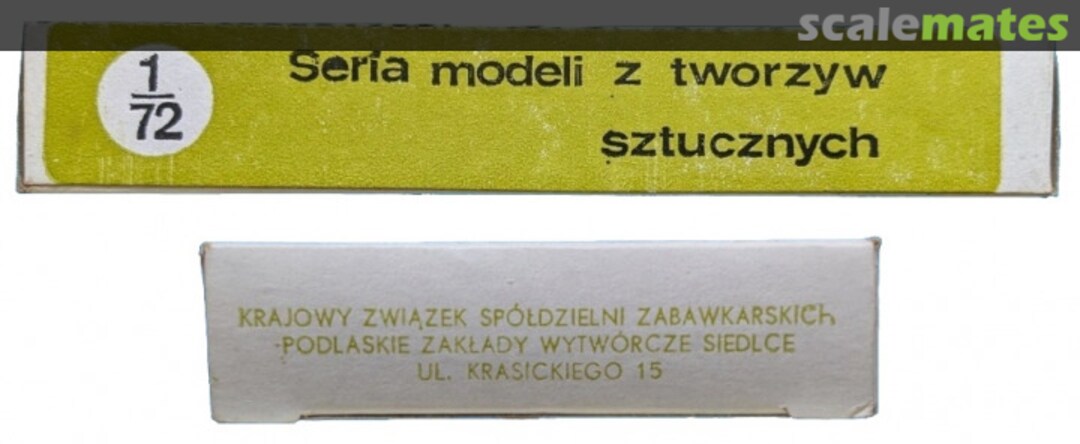 scalemates
1
72
Seria modeli z tworzyw
sztucznych
KRAJOWY ZWIĄZEK SPÓŁDZIELNI ZABAWKARSKICh
PODLASKIE ZAKŁADY WYTWÓRCZE SIEDLCE
UL. KRASICKIEGO 15